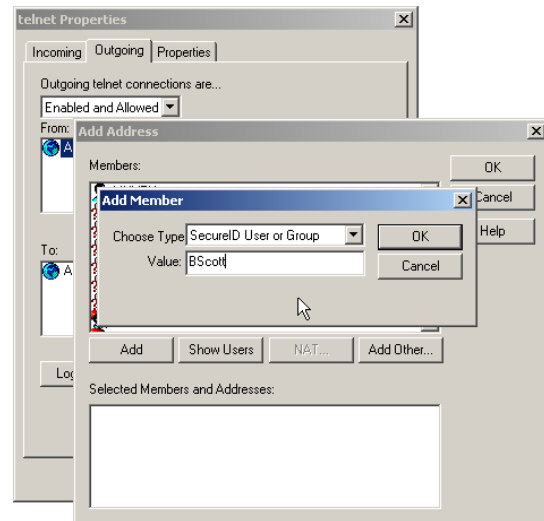 telnet Properties
Incoming Outgoing Properties
Outgoing telnet connections are...
Enabled and Allowed
From:
A
Add Address
Members:
OK
Cancel
Help
Add Member
Choose Type SecureID User or Group
Value: BScott
OK
Cancel
To:
A
Add Show Users NAT... Add Other...
Log
Selected Members and Addresses: